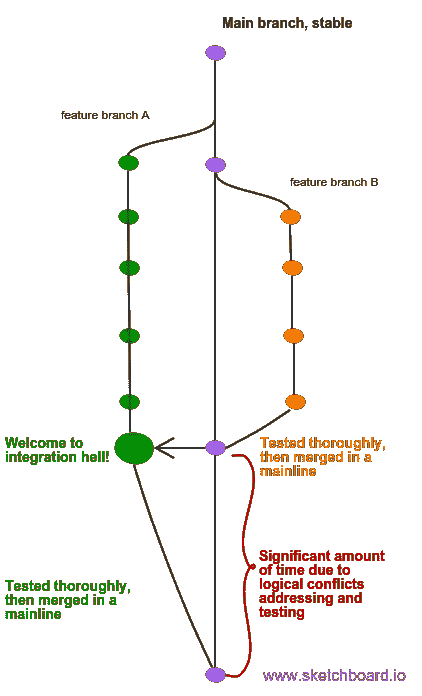 Main branch, stable
feature branch A
feature branch B
Welcome to
integration hell!
Tested thoroughly,
then merged in a
mainline
Significant amount
of time due to
logical conflicts
addressing and
testing
Tested thoroughly,
then merged in a
mainline
www.sketchboard.io